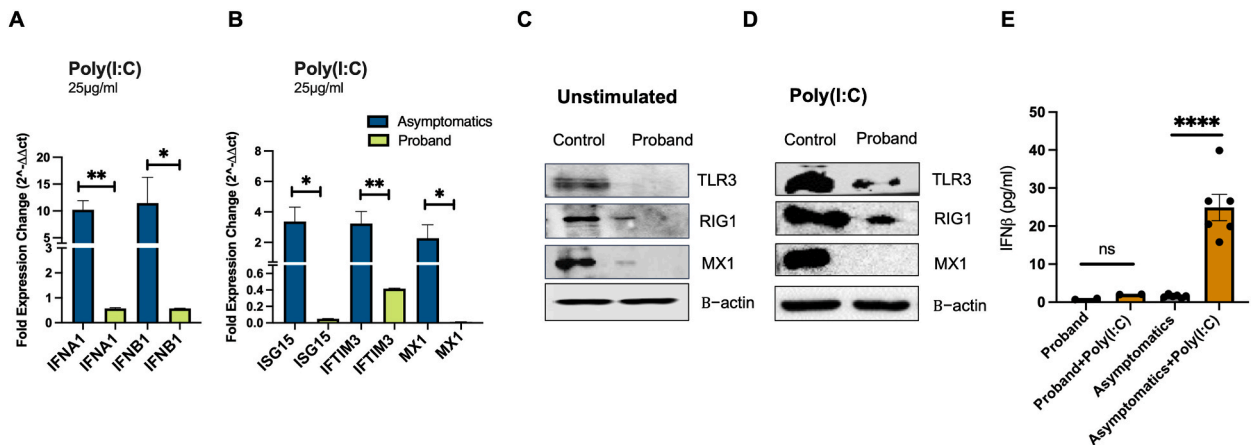 A
Poly(I:C)
25µg/ml
Fold Expression Change (2^-ΔΔct)
20
15
10
5
3
2
1
0
**
*
IFNA1
IFNA1
IFNB1
IFNB1
B
Poly(I:C)
25µg/ml
Asymptomatics
Proband
Fold Expression Change (2^-ΔΔct)
6
4
2
0.6
0.4
0.2
0.0
*
**
*
ISG15
ISG15
IFTIM3
IFTIM3
MX1
MX1
C
Unstimulated
Control Proband
TLR3
RIG1
MX1
B-actin
D
Poly(I:C)
Control Proband
TLR3
RIG1
MX1
B-actin
E
IFNβ (pg/ml)
50
40
30
20
10
0
ns
****
Proband
Proband+Poly(I:C)
Asymptomatics
Asymptomatics+Poly(I:C)